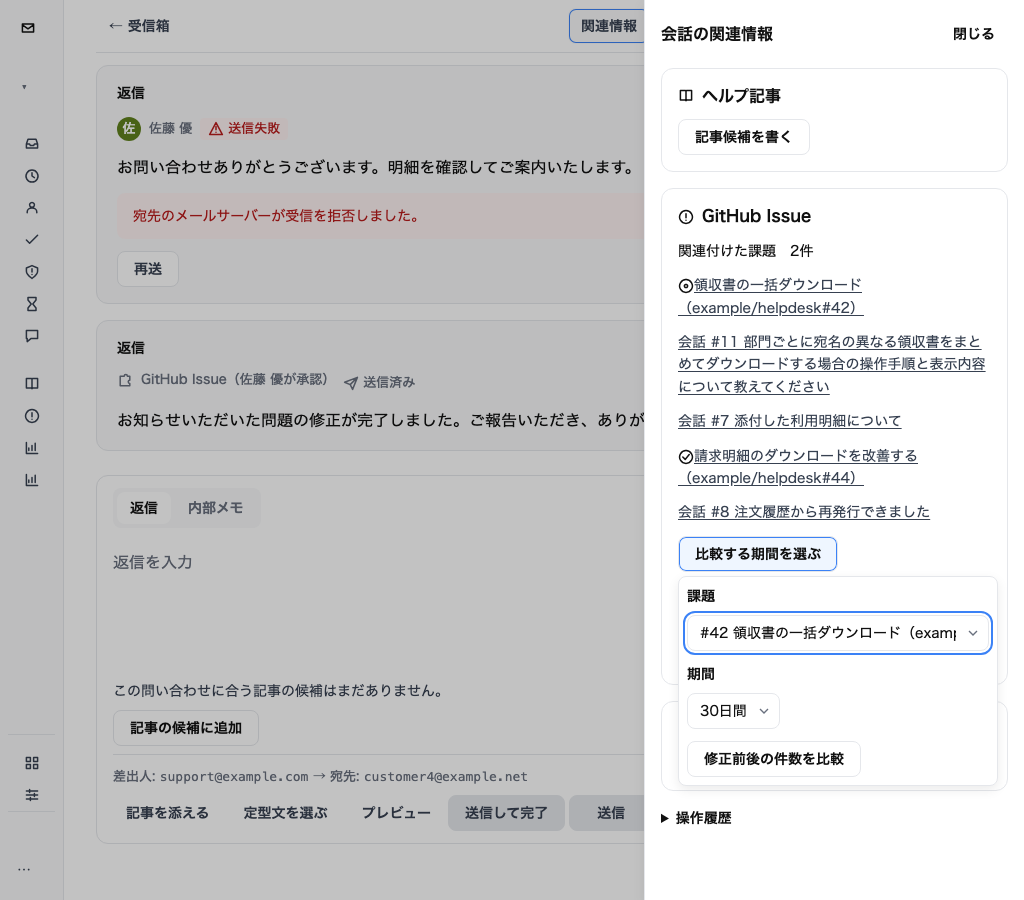 ← 受信箱
関連情報
返信
佐
佐藤 優
送信失敗
お問い合わせありがとうございます。明細を確認してご案内いたします。
宛先のメールサーバーが受信を拒否しました。
再送
返信
GitHub Issue（佐藤 優が承認）
送信済み
お知らせいただいた問題の修正が完了しました。ご報告いただき、ありが
返信
内部メモ
返信を入力
この問い合わせに合う記事の候補はまだありません。
記事の候補に追加
差出人: support@example.com → 宛先: customer4@example.net
記事を添える
定型文を選ぶ
プレビュー
送信して完了
送信
会話の関連情報
閉じる
ヘルプ記事
記事候補を書く
GitHub Issue
関連付けた課題 2件
領収書の一括ダウンロード
（example/helpdesk#42）
会話 #11 部門ごとに宛名の異なる領収書をまと
めてダウンロードする場合の操作手順と表示内容
について教えてください
会話 #7 添付した利用明細について
請求明細のダウンロードを改善する
（example/helpdesk#44）
会話 #8 注文履歴から再発行できました
比較する期間を選ぶ
課題
#42 領収書の一括ダウンロード（examp
期間
30日間
修正前後の件数を比較
▶ 操作履歴